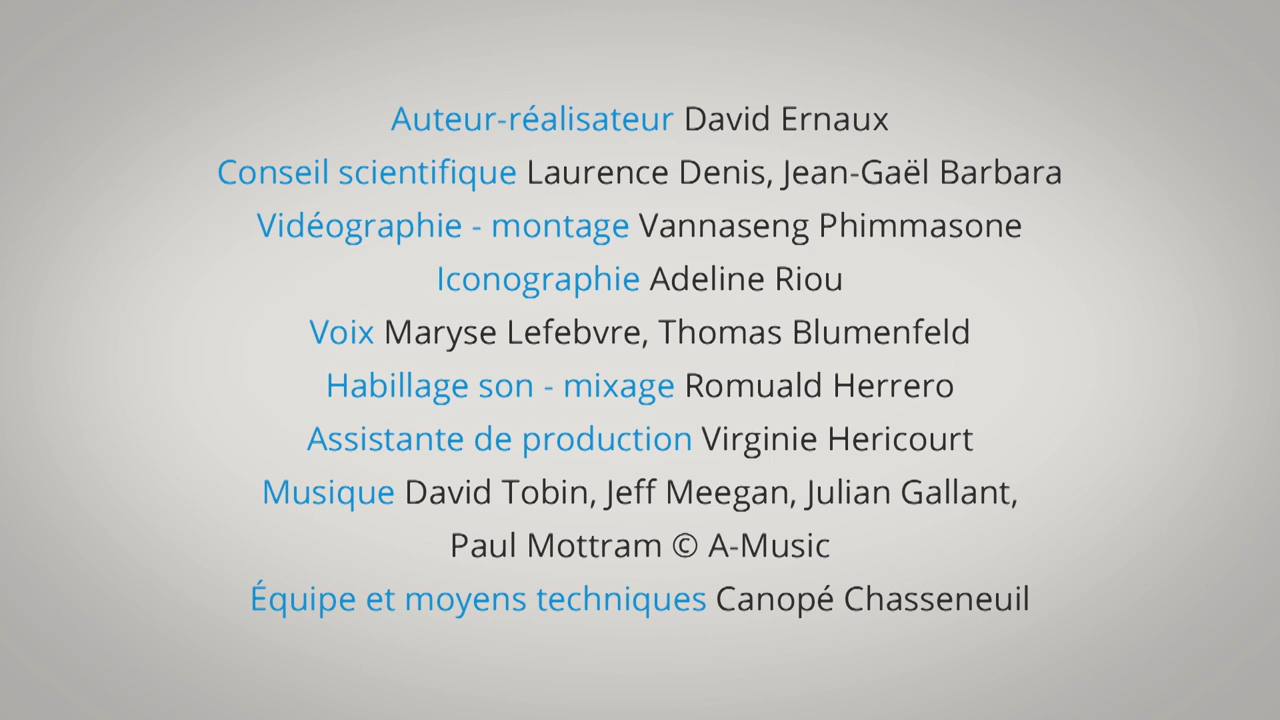 Auteur-réalisateur David Ernaux
Conseil scientifique Laurence Denis, Jean-Gaël Barbara
Vidéographie - montage Vannaseng Phimmasone
Iconographie Adeline Riou
Voix Maryse Lefebvre, Thomas Blumenfeld
Habillage son - mixage Romuald Herrero
Assistante de production Virginie Hericourt
Musique David Tobin, Jeff Meegan, Julian Gallant,
Paul Mottram © A-Music
Équipe et moyens techniques Canopé Chasseneuil